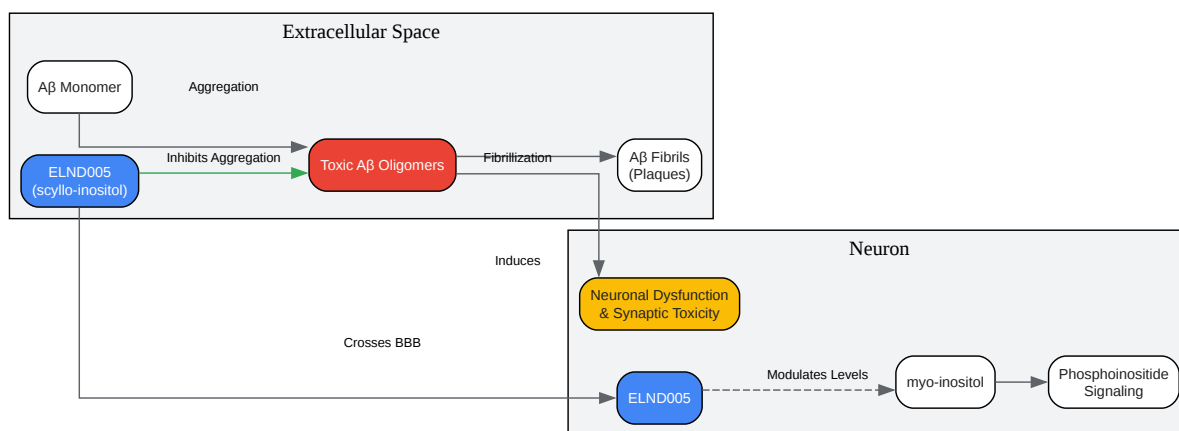 Extracellular Space
Aβ Monomer
Aggregation
ELND005
(scyllo-inositol)
Inhibits Aggregation
Toxic Aβ Oligomers
Fibrillization
Aβ Fibrils
(Plaques)
Induces
Neuron
Neuronal Dysfunction
& Synaptic Toxicity
Crosses BBB
ELND005
Modulates Levels
myo-inositol
Phosphoinositide
Signaling